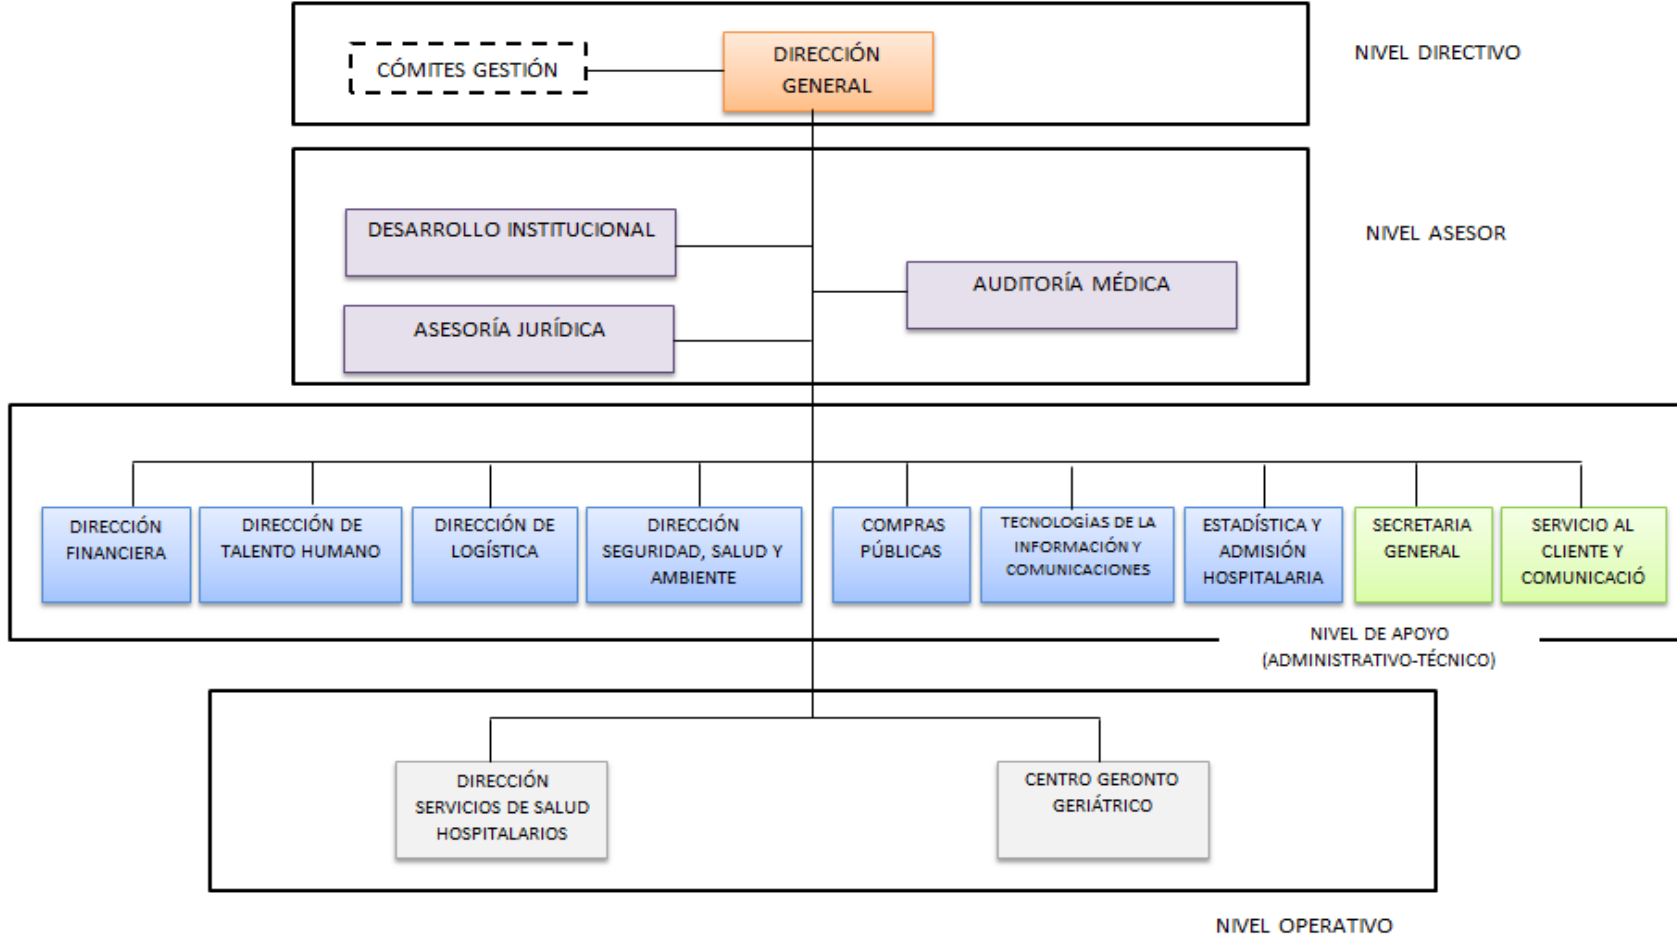 CÓMITES GESTIÓN
DIRECCIÓN
GENERAL
NIVEL DIRECTIVO
DESARROLLO INSTITUCIONAL
NIVEL ASESOR
AUDITORÍA MÉDICA
ASESORÍA JURÍDICA
DIRECCIÓN
FINANCIERA
DIRECCIÓN DE
TALENTO HUMANO
DIRECCIÓN DE
LOGÍSTICA
DIRECCIÓN
SEGURIDAD, SALUD Y
AMBIENTE
COMPRAS
PÚBLICAS
TECNOLOGÌAS DE LA
INFORMACIÓN Y
COMUNICACIONES
ESTADÍSTICA Y
ADMISIÓN
HOSPITALARIA
SECRETARIA
GENERAL
SERVICIO AL
CLIENTE Y
COMUNICACIÓ
NIVEL DE APOYO
(ADMINISTRATIVO-TÉCNICO)
DIRECCIÓN
SERVICIOS DE SALUD
HOSPITALARIOS
CENTRO GERONTO
GERIÁTRICO
NIVEL OPERATIVO